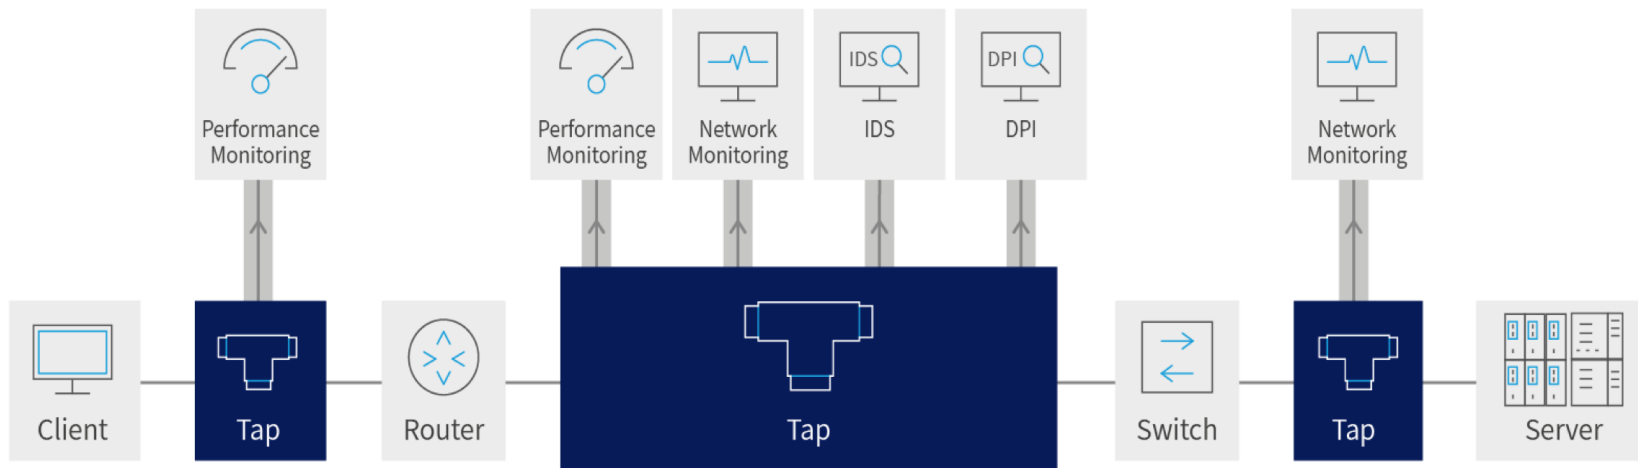 Performance
Monitoring
Performance
Monitoring
Network
Monitoring
IDS
IDS
DPI
DPI
Network
Monitoring
Client
Tap
Router
Tap
Switch
Tap
Server